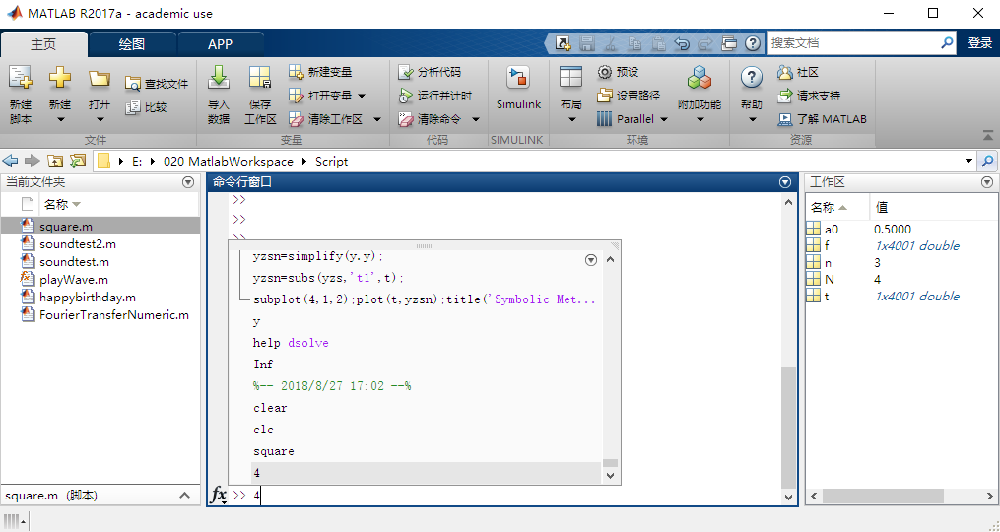 MATLAB R2017a - academic use
主页
绘图
APP
搜索文档
登录
新建
脚本
新建
打开
查找文件
比较
文件
导入
数据
保存
工作区
新建变量
打开变量
清除工作区
变量
分析代码
运行并计时
清除命令
代码
Simulink
SIMULINK
布局
预设
设置路径
Parallel
附加功能
环境
帮助
社区
请求支持
了解 MATLAB
资源
E: 020 MatlabWorkspace Script
当前文件夹
名称
square.m
soundtest2.m
soundtest.m
playWave.m
happybirthday.m
FourierTransferNumeric.m
square.m (脚本)
命令行窗口
>>
>>
>>
yzsn=simplify(y.y);
yzsn=subs(yzs,'t1',t);
subplot(4,1,2);plot(t,yzsn);title('Symbolic Met...
y
help dsolve
Inf
%-- 2018/8/27 17:02 --%
clear
clc
square
4
fx >> 4
工作区
名称 值
a0 0.5000
f 1x4001 double
n 3
N 4
t 1x4001 double